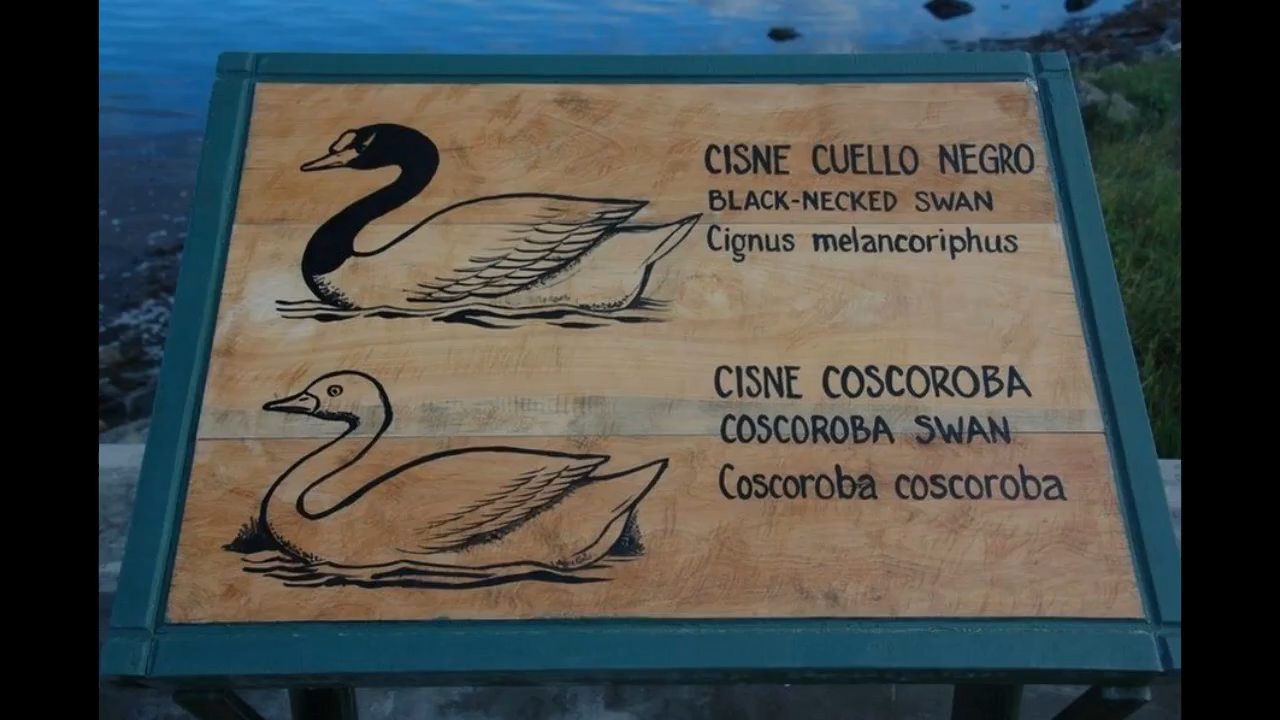 CISNE CUELLO NEGRO
BLACK-NECKED SWAN
Cignus melancoriphus
CISNE COSCOROBA
COSCOROBA SWAN
Coscoroba coscoroba